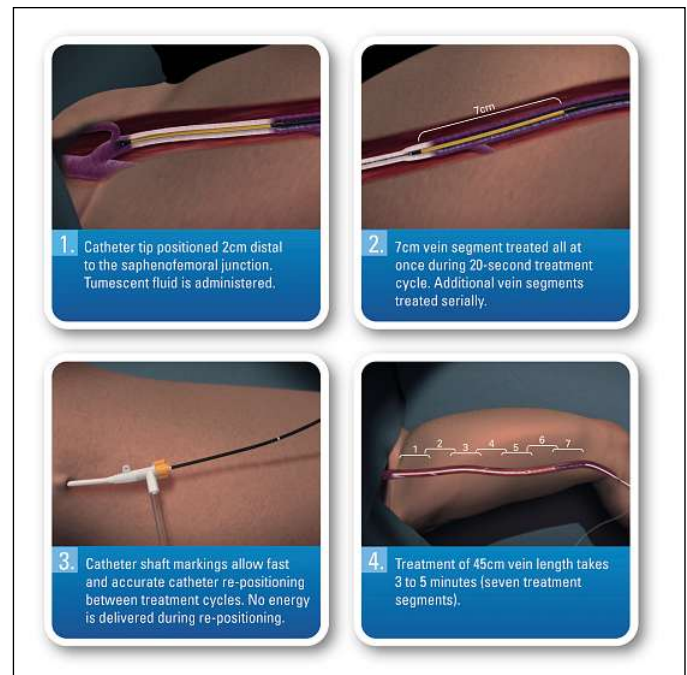 1. Catheter tip positioned 2cm distal
to the saphenofemoral junction.
Tumescent fluid is administered.
7cm
2. 7cm vein segment treated all at
once during 20-second treatment
cycle. Additional vein segments
treated serially.
3. Catheter shaft markings allow fast
and accurate catheter re-positioning
between treatment cycles. No energy
is delivered during re-positioning.
1 2 3 4 5 6 7
4. Treatment of 45cm vein length takes
3 to 5 minutes (seven treatment
segments).